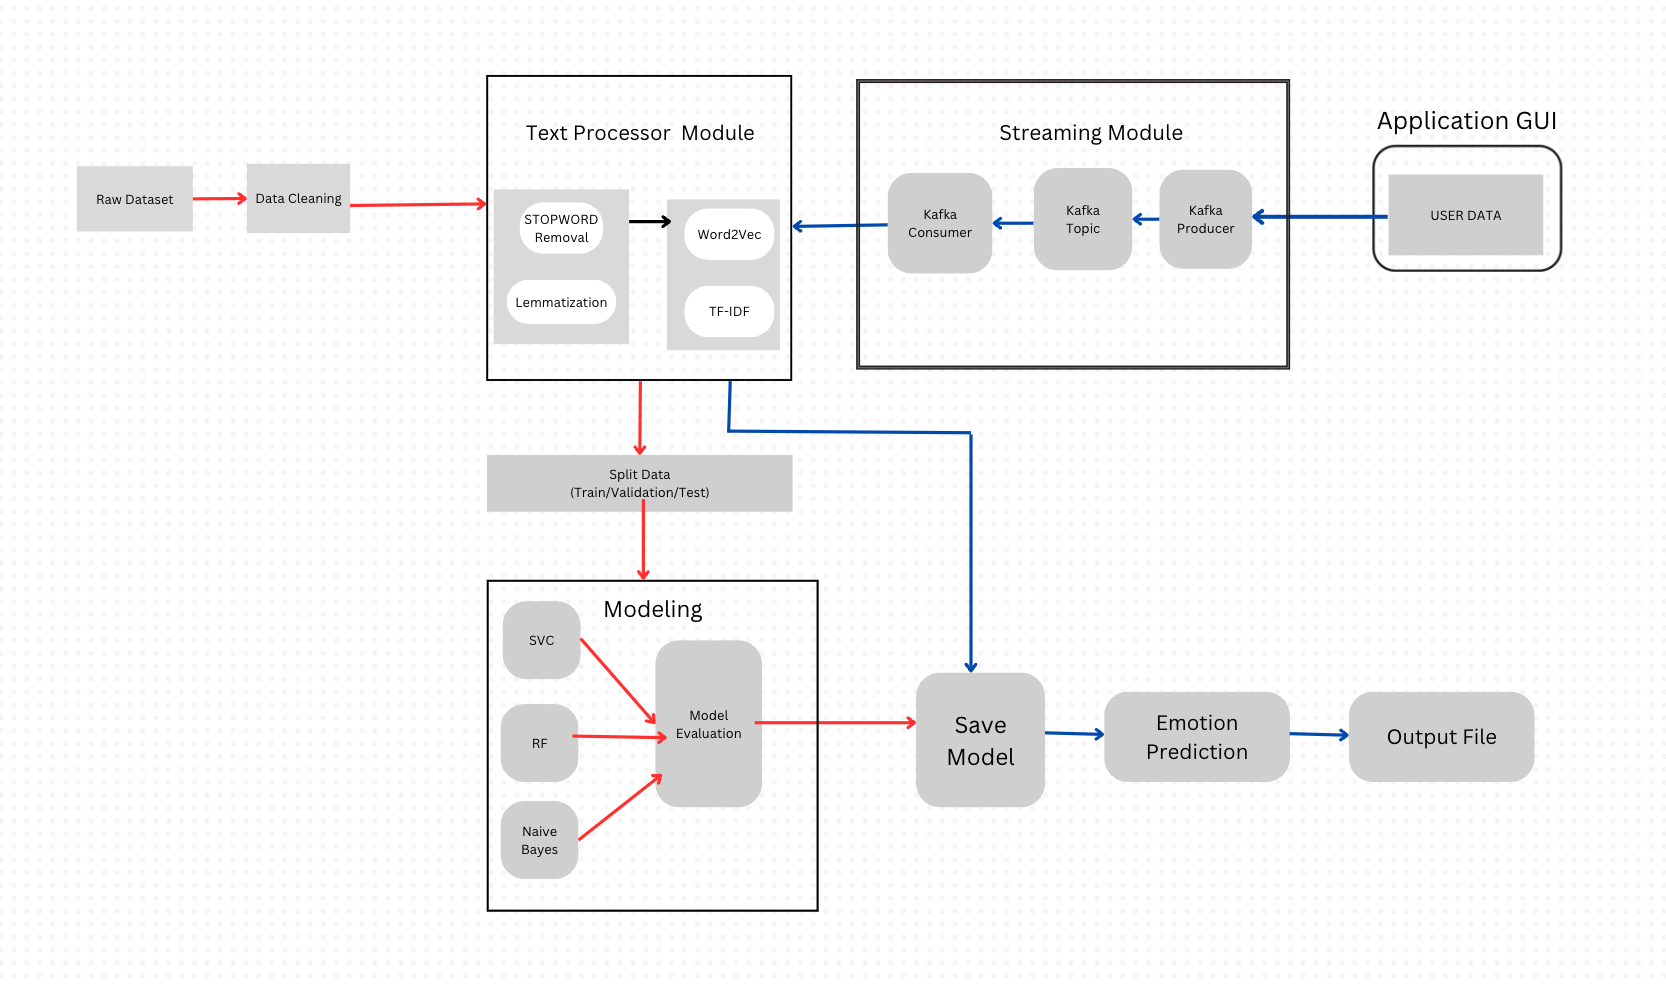 Application GUI
Text Processor Module
Streaming Module
Raw Dataset
Data Cleaning
STOPWORD
Removal
Lemmatization
Word2Vec
TF-IDF
Kafka
Consumer
Kafka
Topic
Kafka
Producer
USER DATA
Split Data
(Train/Validation/Test)
Modeling
SVC
RF
Naive
Bayes
Model
Evaluation
Save
Model
Emotion
Prediction
Output File